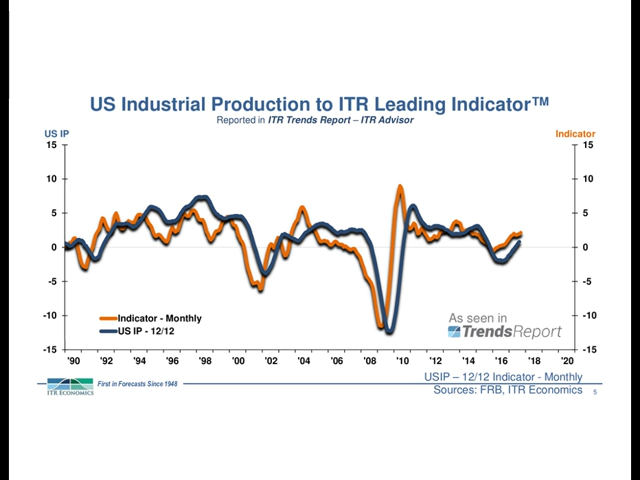 US Industrial Production to ITR Leading Indicator™
Reported in ITR Trends Report – ITR Advisor
US IP
Indicator
15
15
10
10
5
5
0
0
-5
-5
-10
-10
-15
-15
Indicator - Monthly
US IP - 12/12
As seen in
TrendsReport
'90 '92 '94 '96 '98 '00 '02 '04 '06 '08 '10 '12 '14 '16 '18 '20
USIP – 12/12 Indicator - Monthly
Sources: FRB, ITR Economics
ITR ECONOMICS
First in Forecasts Since 1948
5